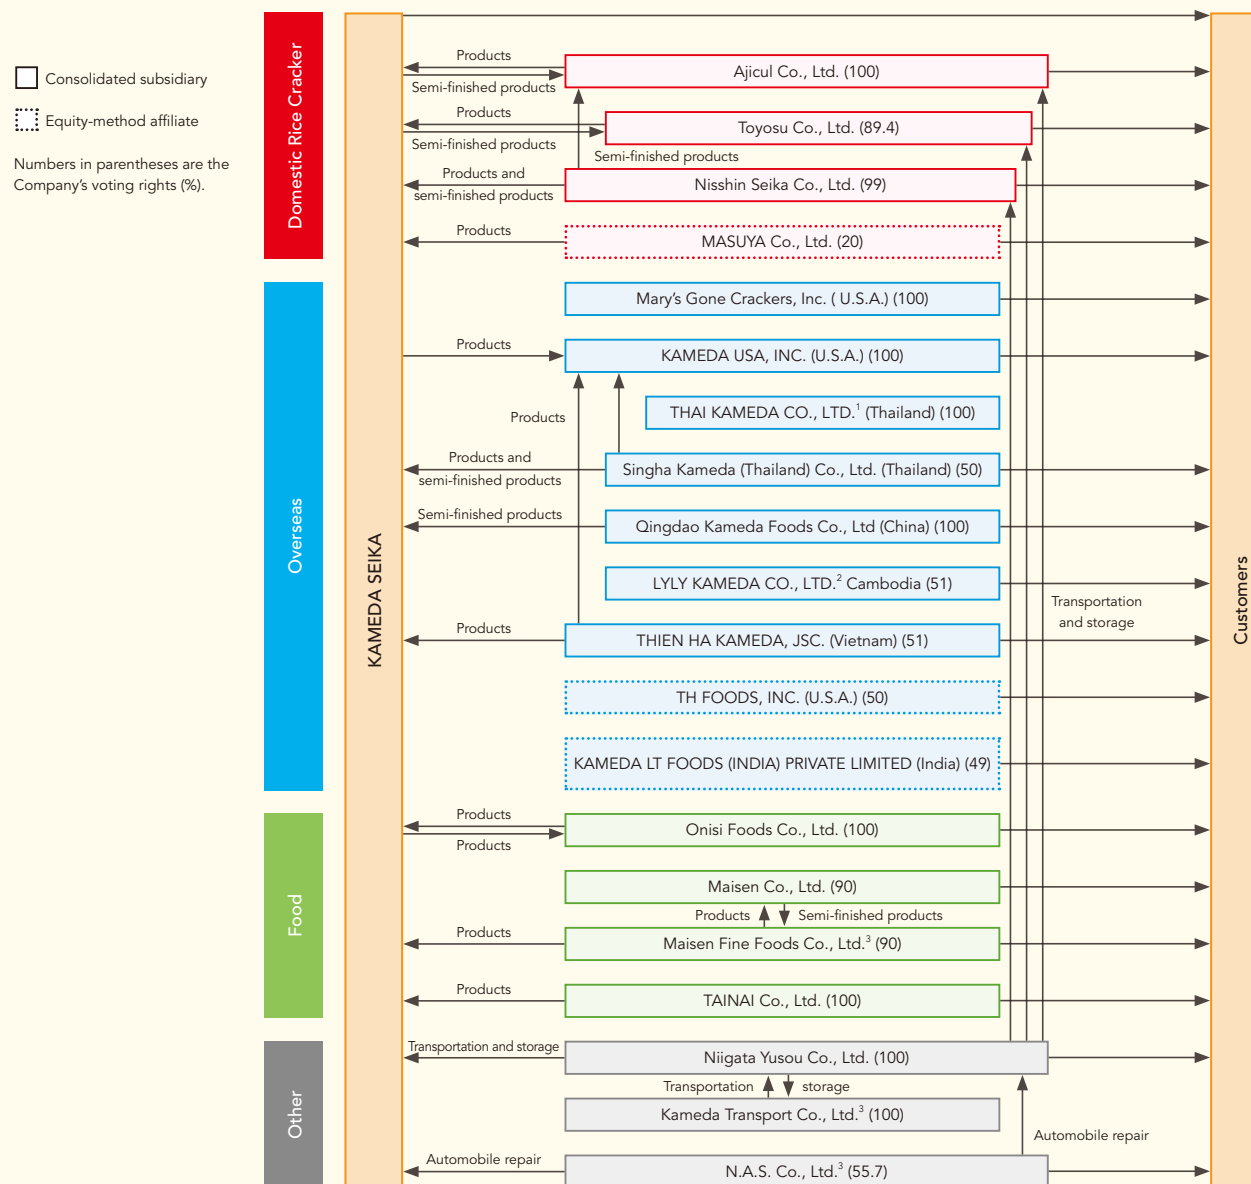 Consolidated subsidiary
Equity-method affiliate
Numbers in parentheses are the
Company's voting rights (%).
Domestic Rice Cracker
Overseas
Food
Other
KAMEDA SEIKA
Customers
Products
Semi-finished products
Ajicul Co., Ltd. (100)
Products
Semi-finished products
Toyosu Co., Ltd. (89.4)
Semi-finished products
Products and
semi-finished products
Nisshin Seika Co., Ltd. (99)
Products
MASUYA Co., Ltd. (20)
Mary's Gone Crackers, Inc. ( U.S.A.) (100)
Products
KAMEDA USA, INC. (U.S.A.) (100)
Products
THAI KAMEDA CO., LTD.1 (Thailand) (100)
Products and
semi-finished products
Singha Kameda (Thailand) Co., Ltd. (Thailand) (50)
Semi-finished products
Qingdao Kameda Foods Co., Ltd (China) (100)
LYLY KAMEDA CO., LTD.2 Cambodia (51)
Transportation
and storage
Products
THIEN HA KAMEDA, JSC. (Vietnam) (51)
TH FOODS, INC. (U.S.A.) (50)
KAMEDA LT FOODS (INDIA) PRIVATE LIMITED (India) (49)
Products
Products
Onisi Foods Co., Ltd. (100)
Maisen Co., Ltd. (90)
Products
Semi-finished products
Products
Maisen Fine Foods Co., Ltd.3 (90)
Products
TAINAI Co., Ltd. (100)
Transportation and storage
Niigata Yusou Co., Ltd. (100)
Transportation
storage
Kameda Transport Co., Ltd.3 (100)
Automobile repair
Automobile repair
N.A.S. Co., Ltd.3 (55.7)